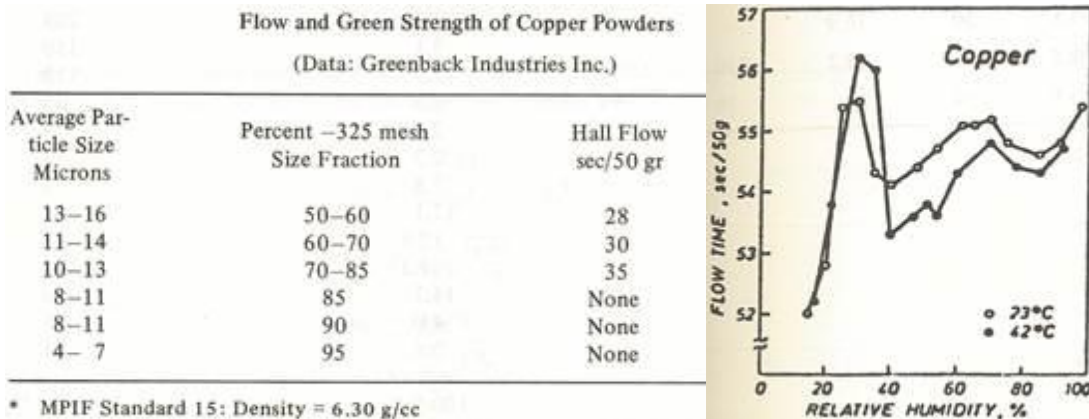 Flow and Green Strength of Copper Powders
(Data: Greenback Industries Inc.)
Average Par-
ticle Size
Microns
Percent −325 mesh
Size Fraction
Hall Flow
sec/50 gr
13−16 50−60 28
11−14 60−70 30
10−13 70−85 35
8−11 85 None
8−11 90 None
4− 7 95 None
* MPIF Standard 15: Density = 6.30 g/cc
Copper
FLOW TIME, sec/50g
57
56
55
54
53
52
23°C
42°C
0 20 40 60 80 100
RELATIVE HUMIDITY, %